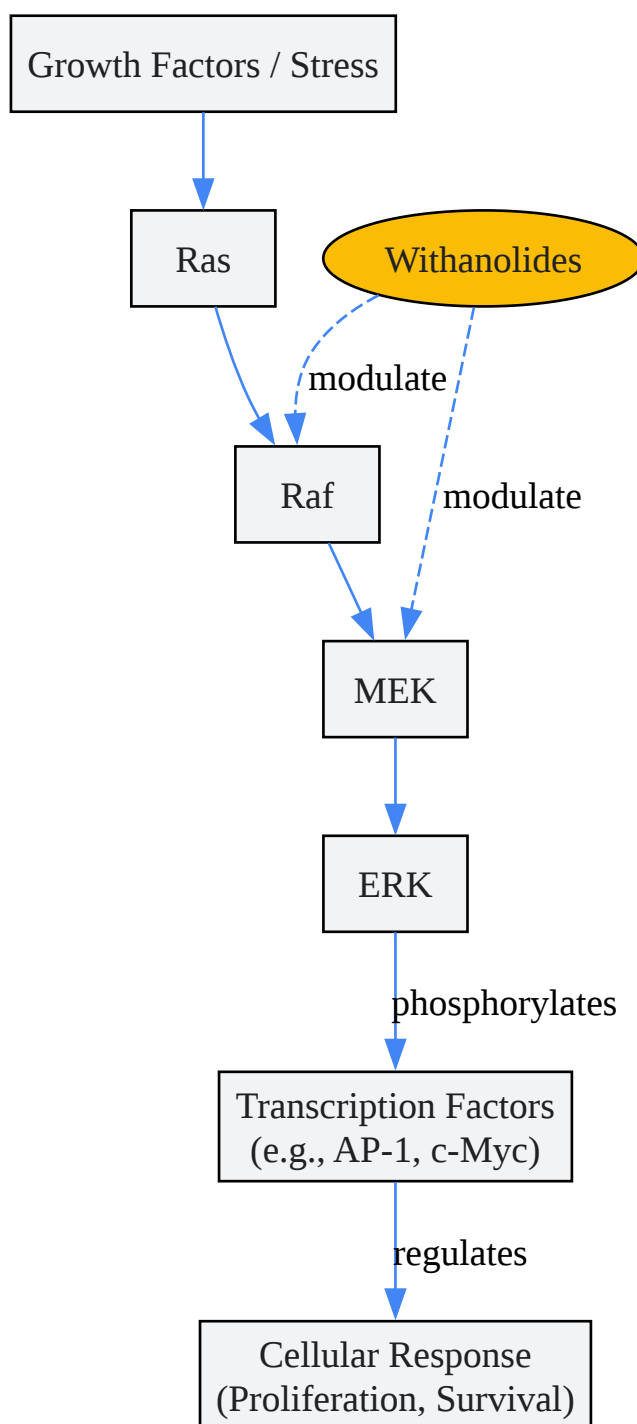 Growth Factors / Stress
Ras
Withanolides
modulate
Raf
modulate
MEK
ERK
phosphorylates
Transcription Factors
(e.g., AP-1, c-Myc)
regulates
Cellular Response
(Proliferation, Survival)